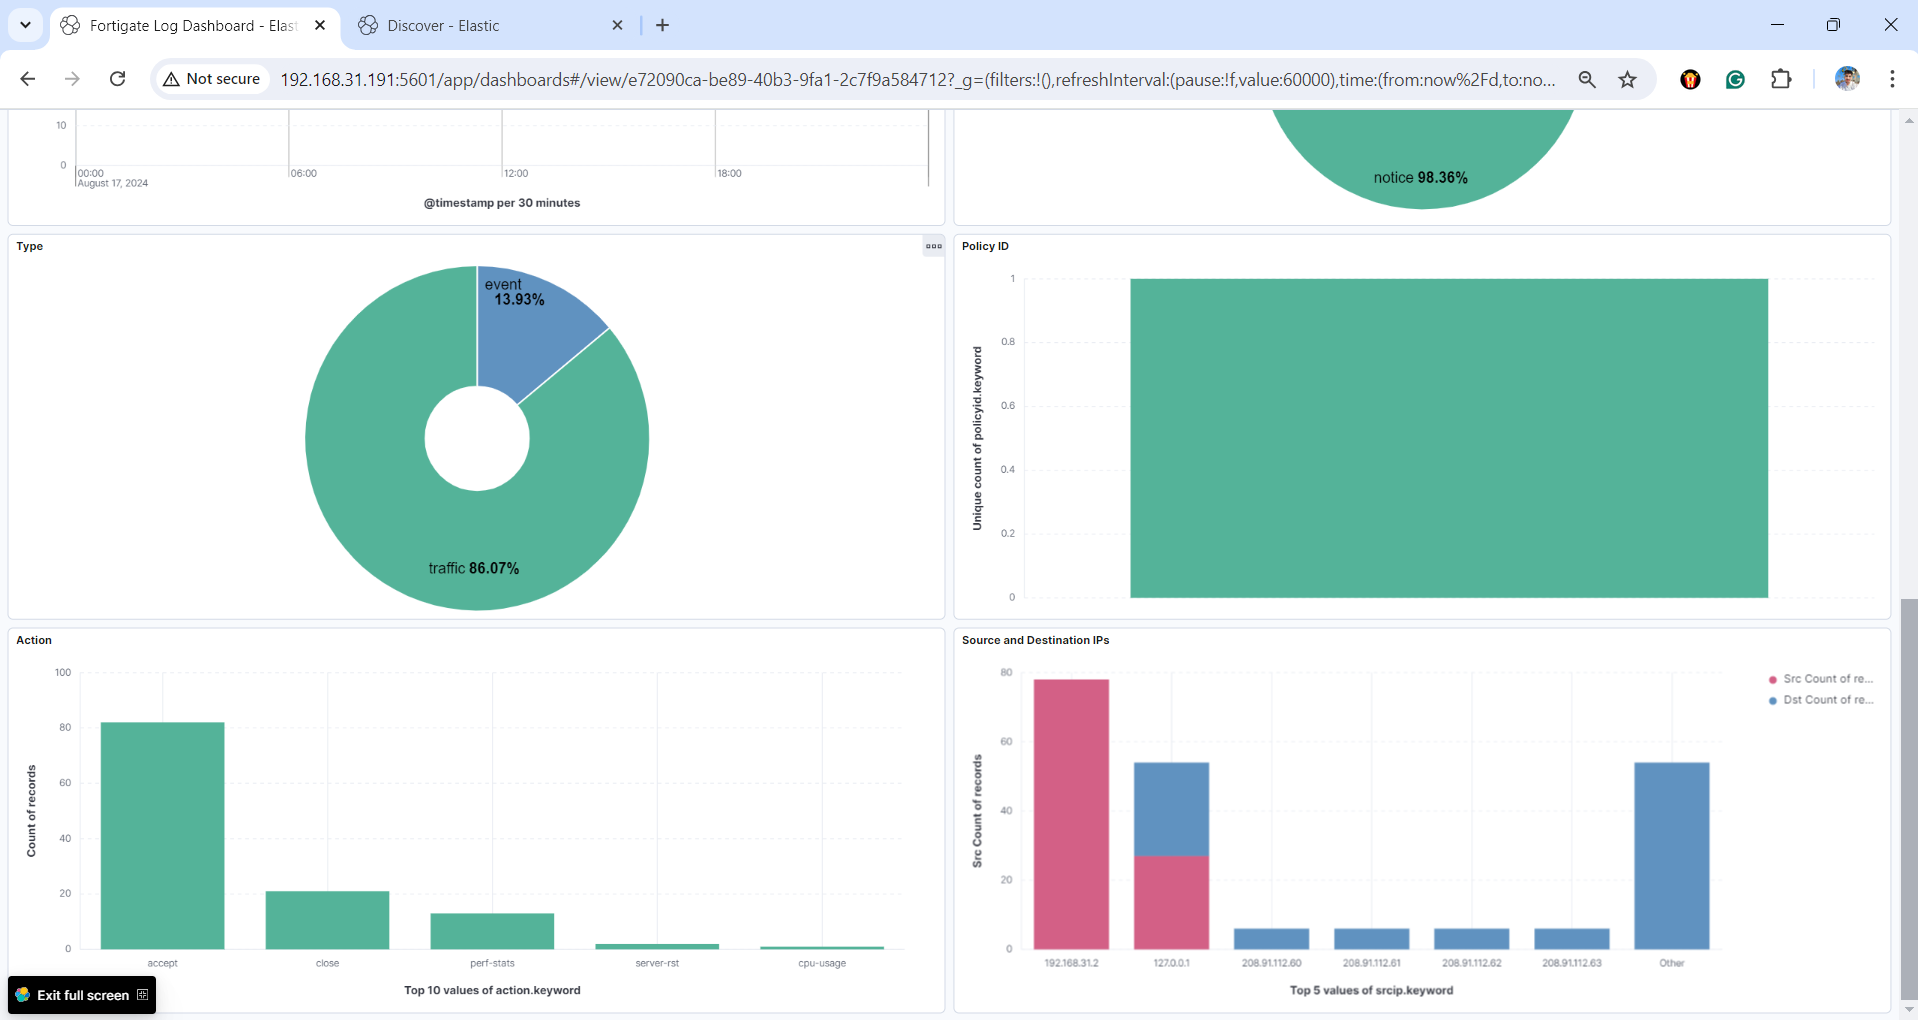 Fortigate Log Dashboard - Elast
Discover - Elastic
Not secure
192.168.31.191:5601/app/dashboards#/view/e72090ca-be89-40b3-9fa1-2c7f9a584712?_g=(filters:!(),refreshInterval:(pause:!f,value:60000),time:(from:now%2Fd,to:no...
10
0
00:00
06:00
12:00
18:00
August 17, 2024
@timestamp per 30 minutes
notice 98.36%
Type
event
13.93%
traffic 86.07%
Policy ID
1
0.8
0.6
0.4
0.2
0
Unique count of policyid.keyword
Action
100
80
60
40
20
0
Count of records
accept
close
perf-stats
server-rst
cpu-usage
Top 10 values of action.keyword
Source and Destination IPs
80
60
40
20
0
Src Count of records
Src Count of re...
Dst Count of re...
192.168.31.2
127.0.0.1
208.91.112.60
208.91.112.61
208.91.112.62
208.91.112.63
Other
Top 5 values of srcip.keyword
Exit full screen